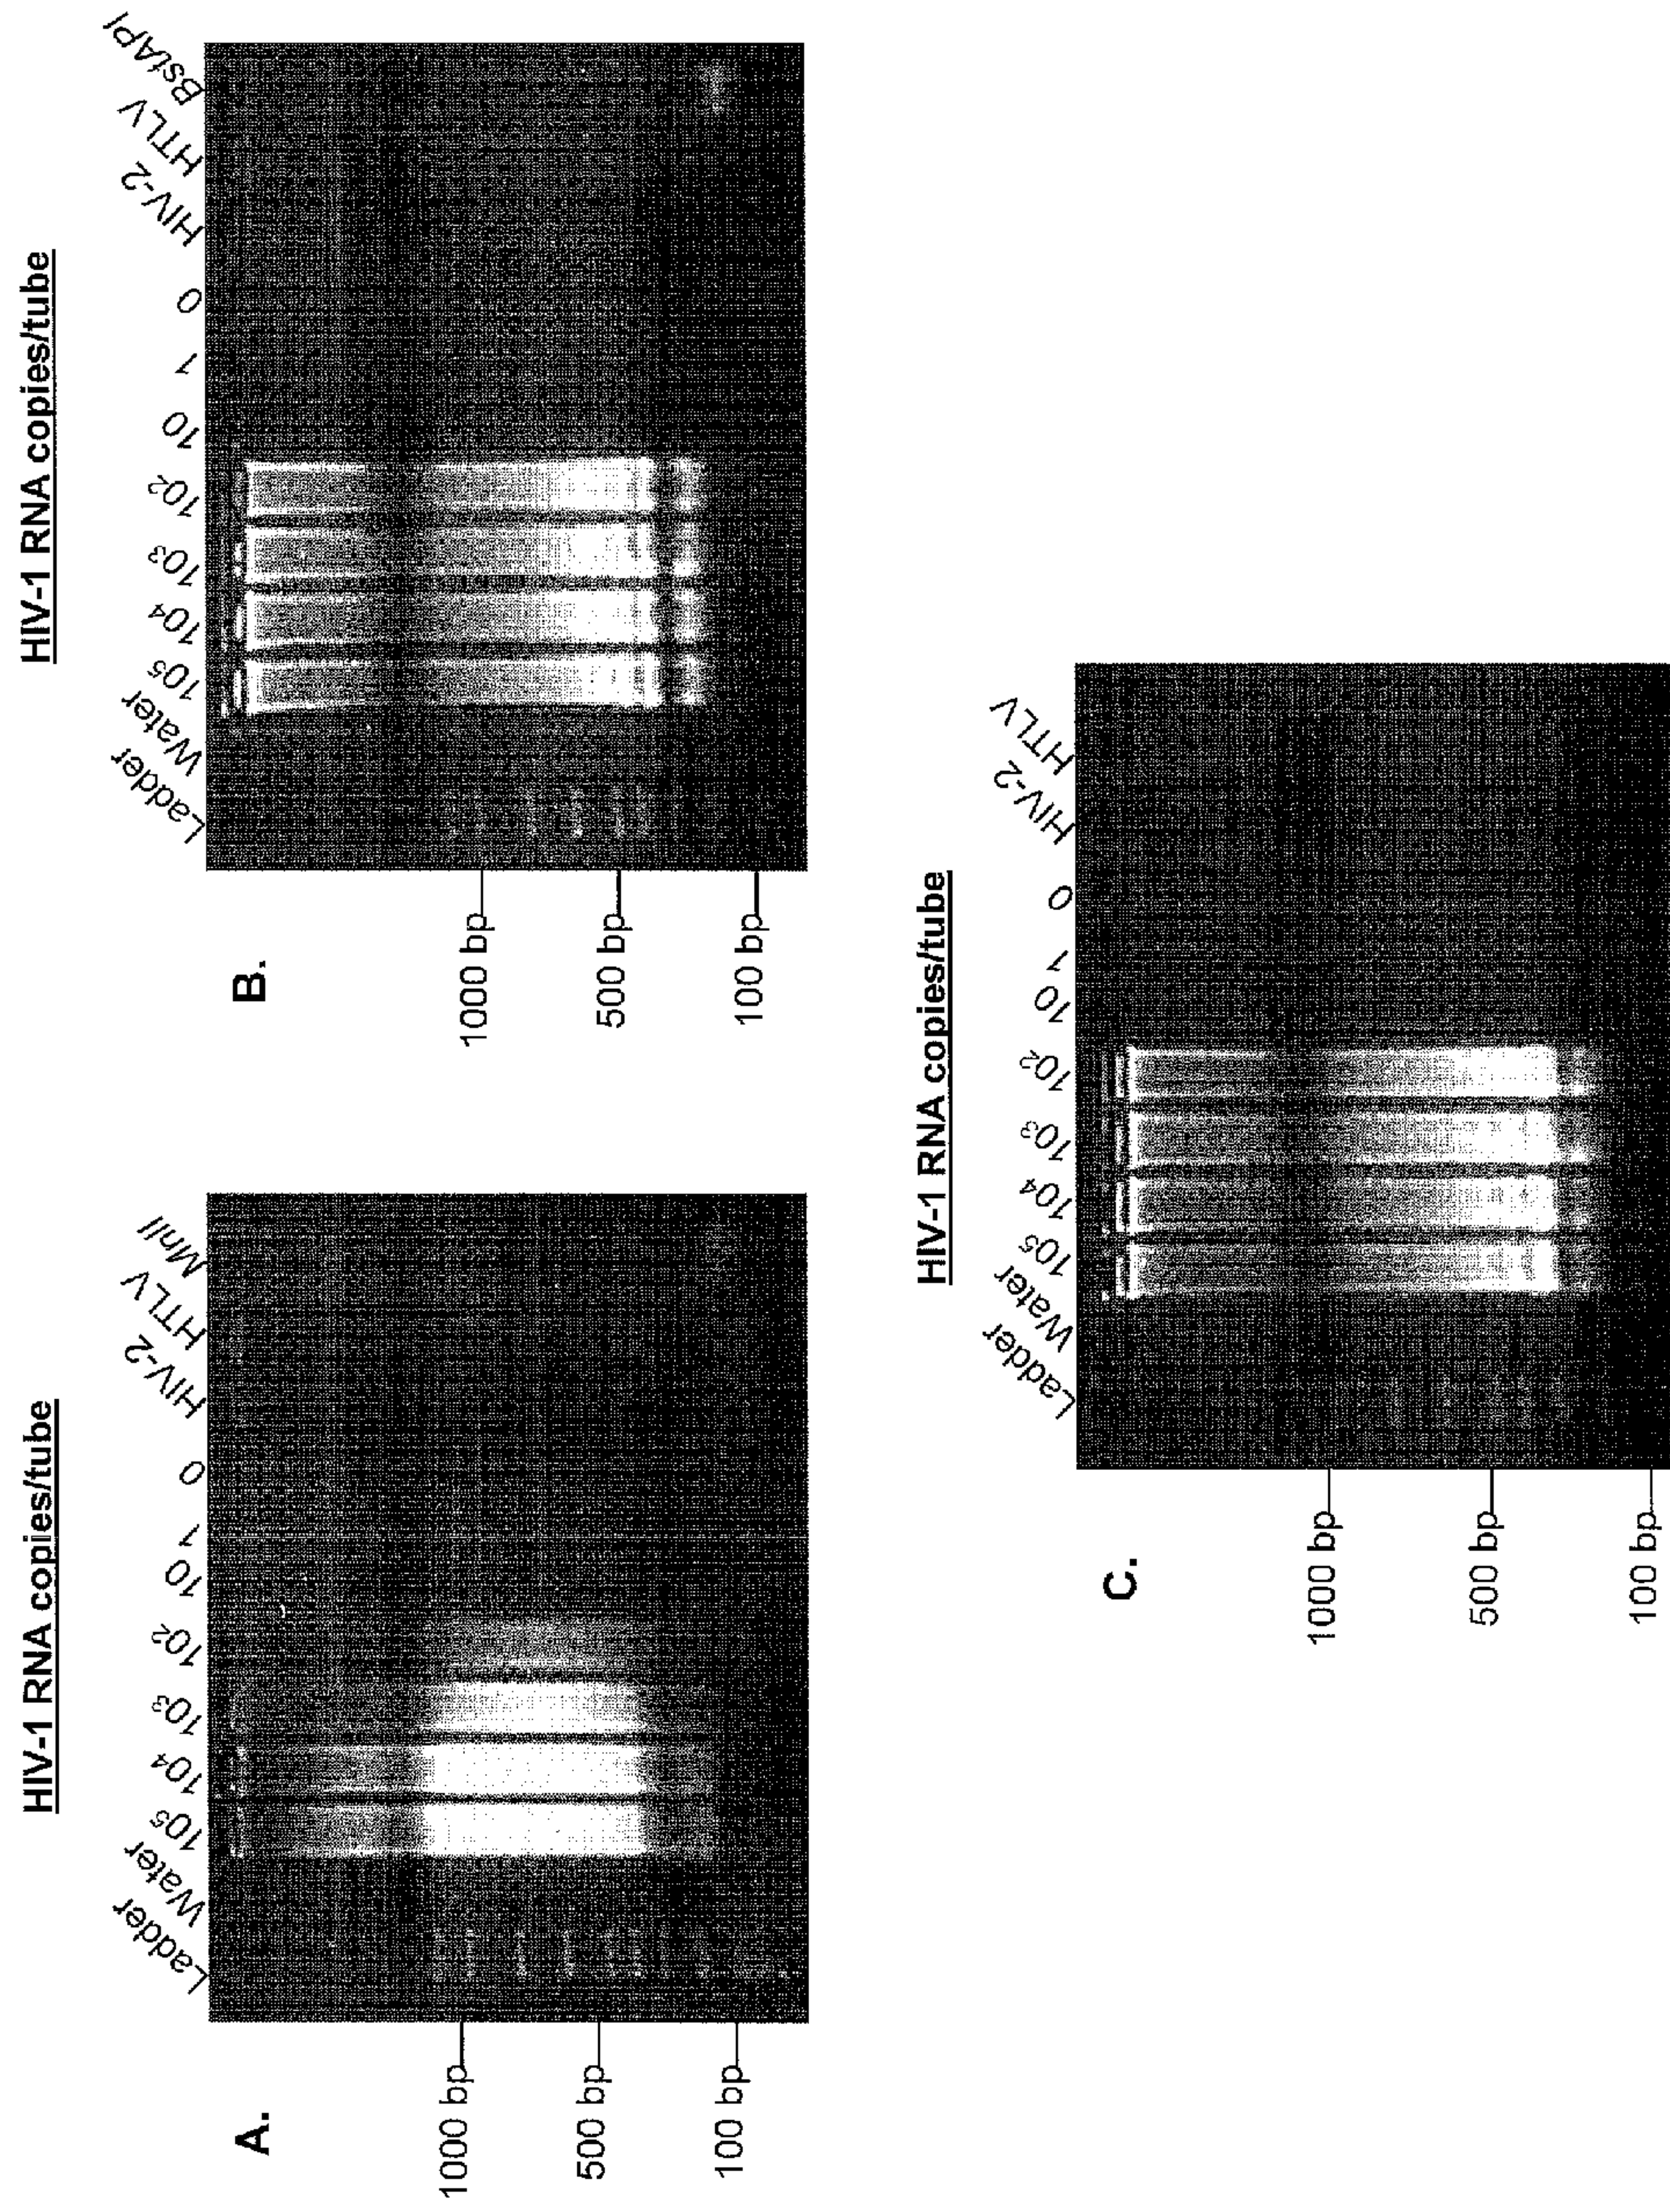 HIV-1 RNA copies/tube
A.
Ladder Water 10⁵ 10⁴ 10³ 10² 10 1 0 HIV-2 HTLV MnlI
1000 bp
500 bp
100 bp
HIV-1 RNA copies/tube
B.
Ladder Water 10⁵ 10⁴ 10³ 10² 10 1 0 HIV-2 HTLV BstAPI
1000 bp
500 bp
100 bp
HIV-1 RNA copies/tube
C.
Ladder Water 10⁵ 10⁴ 10³ 10² 10 1 0 HIV-2 HTLV
1000 bp
500 bp
100 bp